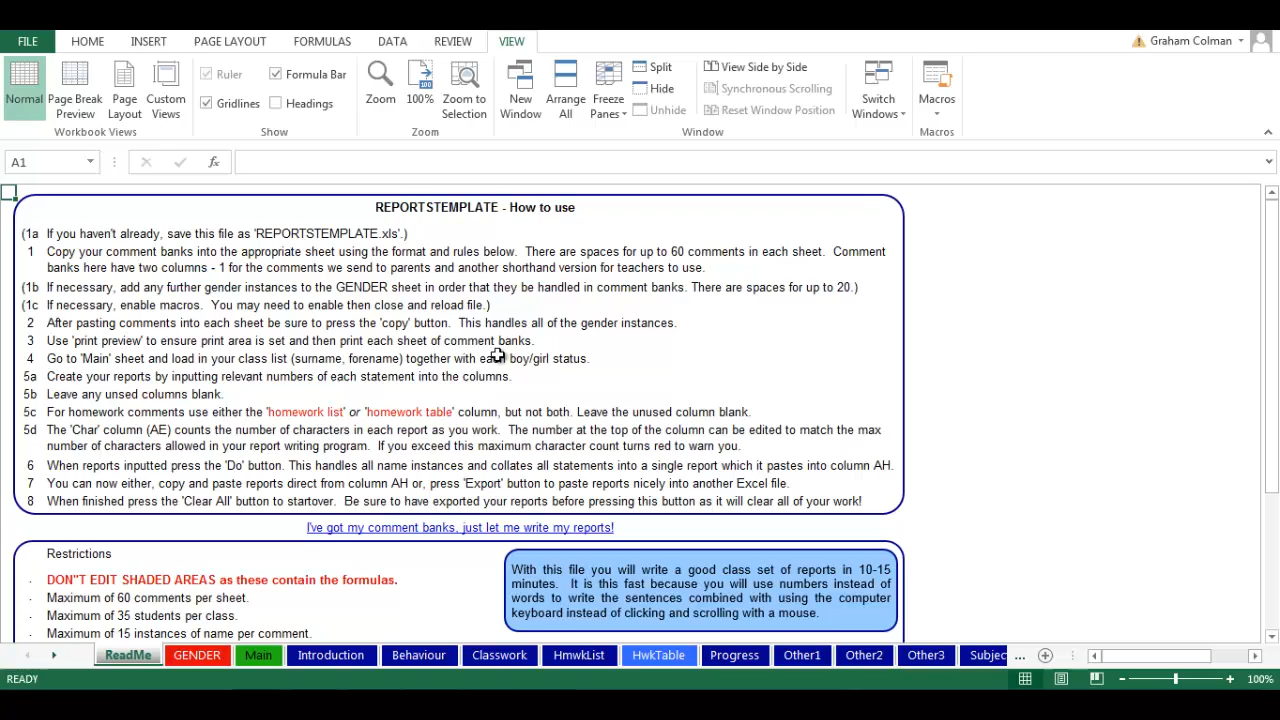 FILE HOME INSERT PAGE LAYOUT FORMULAS DATA REVIEW VIEW Graham Colman
Normal Page Break Preview Page Layout Custom Views
Workbook Views
Ruler Formula Bar
Gridlines Headings
Show
Zoom 100% Zoom to Selection
Zoom
New Window Arrange All Freeze Panes
Split
Hide
Unhide
View Side by Side
Synchronous Scrolling
Reset Window Position
Switch Windows
Window
Macros
Macros
A1 fx
REPORTSTEMPLATE - How to use
(1a If you haven't already, save this file as 'REPORTSTEMPLATE.xls'.)
1 Copy your comment banks into the appropriate sheet using the format and rules below. There are spaces for up to 60 comments in each sheet. Comment
banks here have two columns - 1 for the comments we send to parents and another shorthand version for teachers to use.
(1b If necessary, add any further gender instances to the GENDER sheet in order that they be handled in comment banks. There are spaces for up to 20.)
(1c If necessary, enable macros. You may need to enable then close and reload file.)
2 After pasting comments into each sheet be sure to press the 'copy' button. This handles all of the gender instances.
3 Use 'print preview' to ensure print area is set and then print each sheet of comment banks.
4 Go to 'Main' sheet and load in your class list (surname, forename) together with each boy/girl status.
5a Create your reports by inputting relevant numbers of each statement into the columns.
5b Leave any unsed columns blank.
5c For homework comments use either the 'homework list' or 'homework table' column, but not both. Leave the unused column blank.
5d The 'Char' column (AE) counts the number of characters in each report as you work. The number at the top of the column can be edited to match the max
number of characters allowed in your report writing program. If you exceed this maximum character count turns red to warn you.
6 When reports inputted press the 'Do' button. This handles all name instances and collates all statements into a single report which it pastes into column AH.
7 You can now either, copy and paste reports direct from column AH or, press 'Export' button to paste reports nicely into another Excel file.
8 When finished press the 'Clear All' button to startover. Be sure to have exported your reports before pressing this button as it will clear all of your work!
I've got my comment banks, just let me write my reports!
Restrictions
· DON"T EDIT SHADED AREAS as these contain the formulas.
· Maximum of 60 comments per sheet.
· Maximum of 35 students per class.
· Maximum of 15 instances of name per comment.
With this file you will write a good class set of reports in 10-15
minutes. It is this fast because you will use numbers instead of
words to write the sentences combined with using the computer
keyboard instead of clicking and scrolling with a mouse.
ReadMe GENDER Main Introduction Behaviour Classwork HmwkList HwkTable Progress Other1 Other2 Other3 Subjec ...
READY 100%